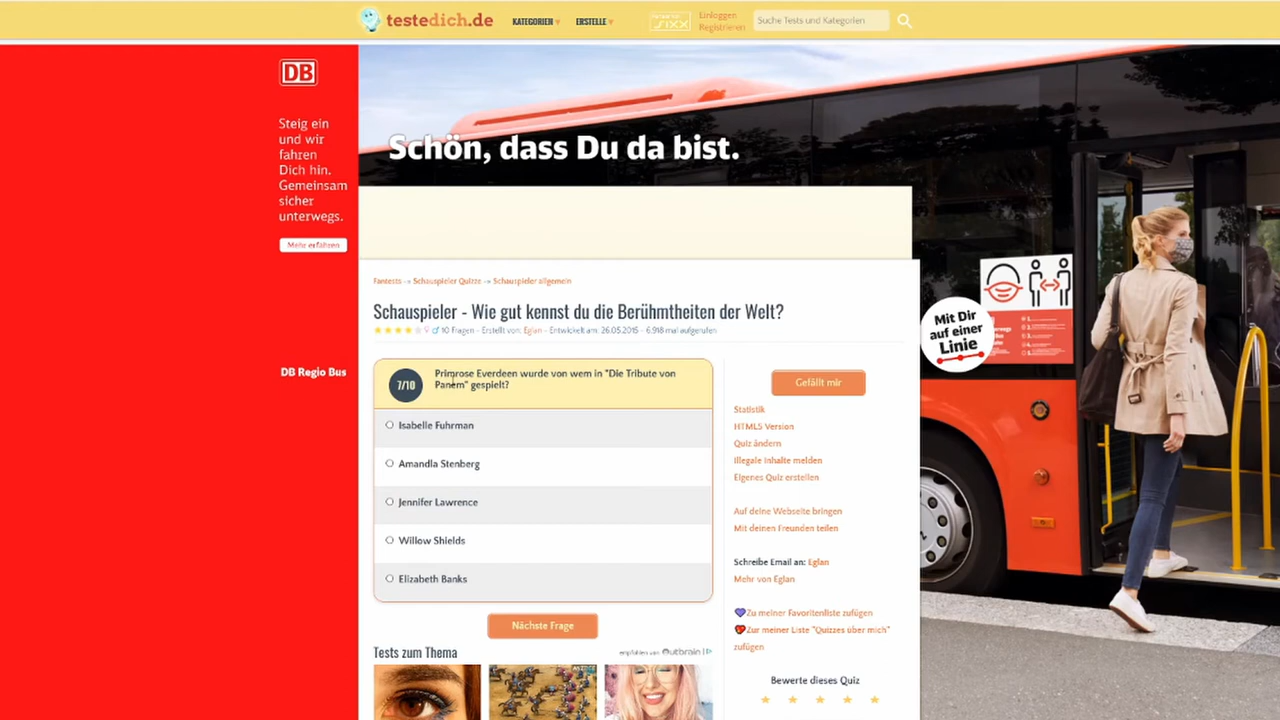 testedich.de
KATEGORIEN
ERSTELLE
SIXX
Einloggen
Registrieren
Suche Tests und Kategorien
DB
Steig ein
und wir
fahren
Dich hin.
Gemeinsam
sicher
unterwegs.
Mehr erfahren
DB Regio Bus
Schön, dass Du da bist.
Mit Dir
auf einer
Linie
Fantests -» Schauspieler Quizze -» Schauspieler allgemein
Schauspieler - Wie gut kennst du die Berühmtheiten der Welt?
10 Fragen - Erstellt von: Eglan - Entwickelt am: 26.05.2015 - 6.918 mal aufgerufen
7/10
Primrose Everdeen wurde von wem in "Die Tribute von
Panem" gespielt?
Isabelle Fuhrman
Amandla Stenberg
Jennifer Lawrence
Willow Shields
Elizabeth Banks
Nächste Frage
Gefällt mir
Statistik
HTML5 Version
Quiz ändern
Illegale Inhalte melden
Eigenes Quiz erstellen
Auf deine Webseite bringen
Mit deinen Freunden teilen
Schreibe Email an: Eglan
Mehr von Eglan
Zu meiner Favoritenliste zufügen
Zur meiner Liste "Quizzes über mich"
zufügen
Bewerte dieses Quiz
Tests zum Thema
empfohlen von Outbrain